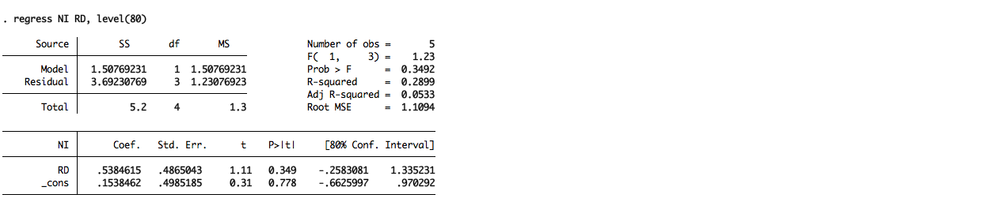 . regress NI RD, level(80)
Source SS df MS Number of obs = 5
F( 1, 3) = 1.23
Model 1.50769231 1 1.50769231 Prob > F = 0.3492
Residual 3.69230769 3 1.23076923 R-squared = 0.2899
Adj R-squared = 0.0533
Total 5.2 4 1.3 Root MSE = 1.1094
NI Coef. Std. Err. t P>|t| [80% Conf. Interval]
RD .5384615 .4865043 1.11 0.349 -.2583081 1.335231
_cons .1538462 .4985185 0.31 0.778 -.6625997 .970292